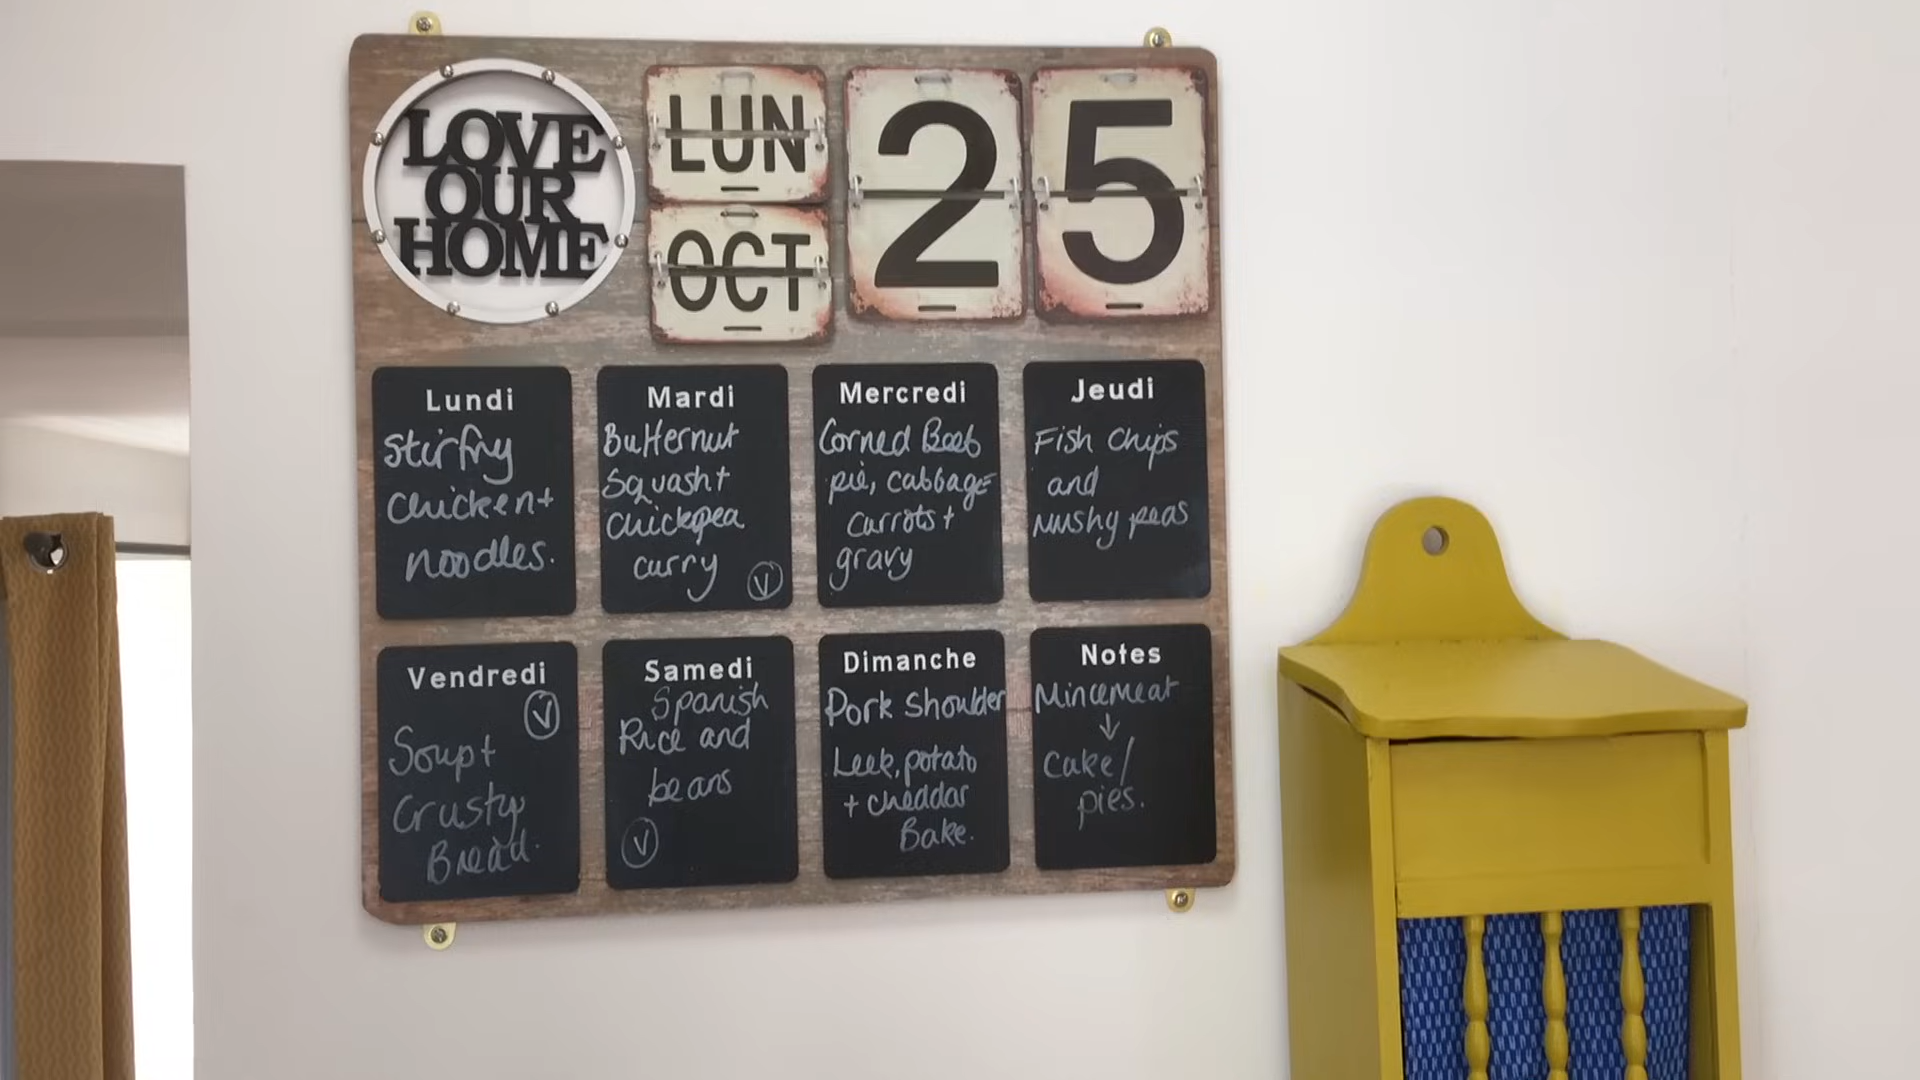 LOVE
OUR
HOME
LUN
OCT
25
Lundi
Stirfry
Chicken+
noodles.
Mardi
Butternut
Squash+
Chickpea
curry
V
Mercredi
Corned Beef
pie, cabbage
carrots+
gravy
Jeudi
Fish Chips
and
Mushy peas
Vendredi
V
Soup+
Crusty
Bread.
Samedi
Spanish
Rice and
beans
V
Dimanche
Pork Shoulder
Leek, potato
+ cheddar
Bake.
Notes
Mincemeat
↓
Cake/
pies.